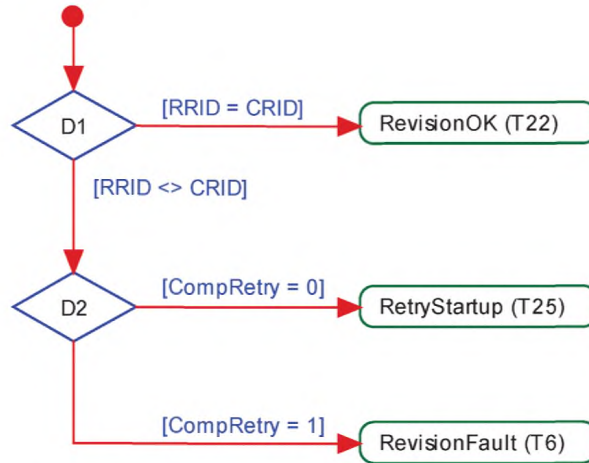 D1
[RRID = CRID]
RevisionOK (T22)
[RRID <> CRID]
D2
[CompRetry = 0]
RetryStartup (T25)
[CompRetry = 1]
RevisionFault (T6)